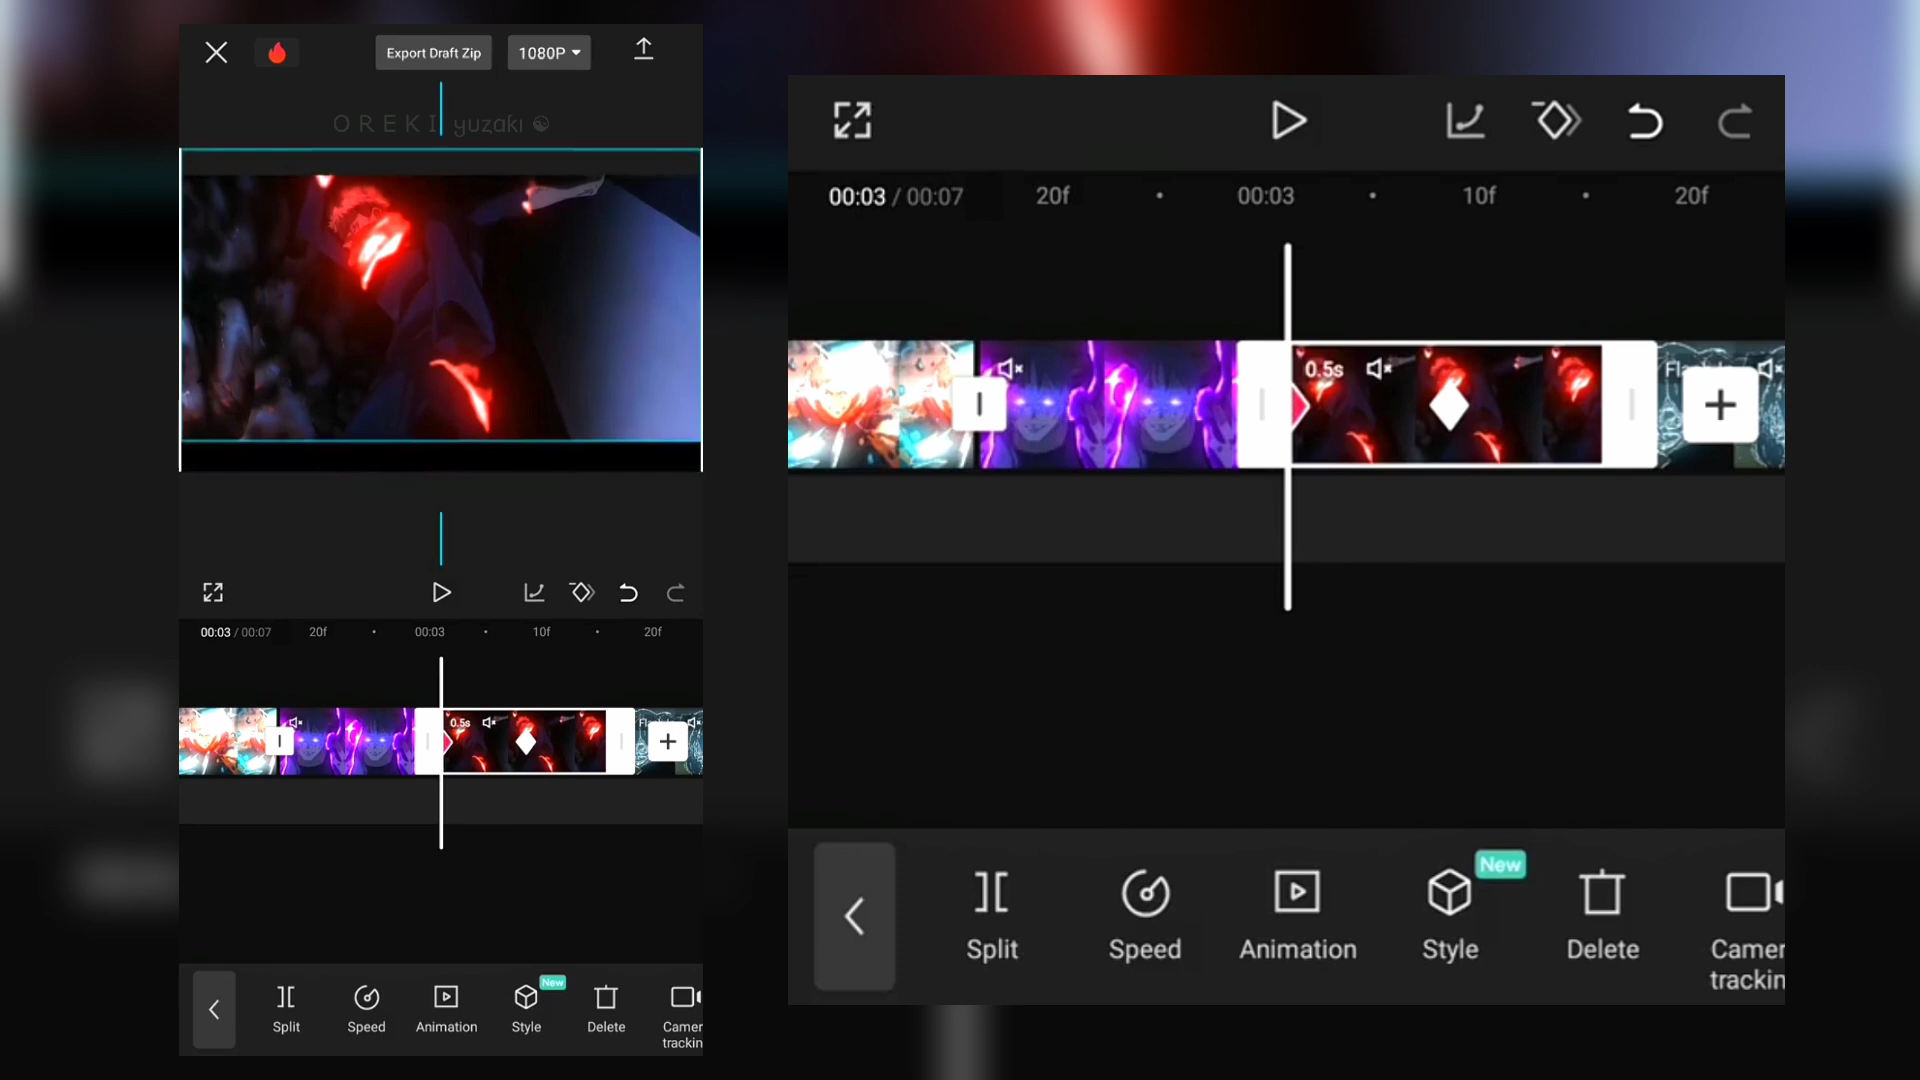 Export Draft Zip
1080P
OREKI yuzaki
00:03 / 00:07 20f 00:03 10f 20f
0.5s
New
Split Speed Animation Style Delete Camer
trackin
00:03 / 00:07 20f 00:03 10f 20f
0.5s
New
Split Speed Animation Style Delete Camer
trackin